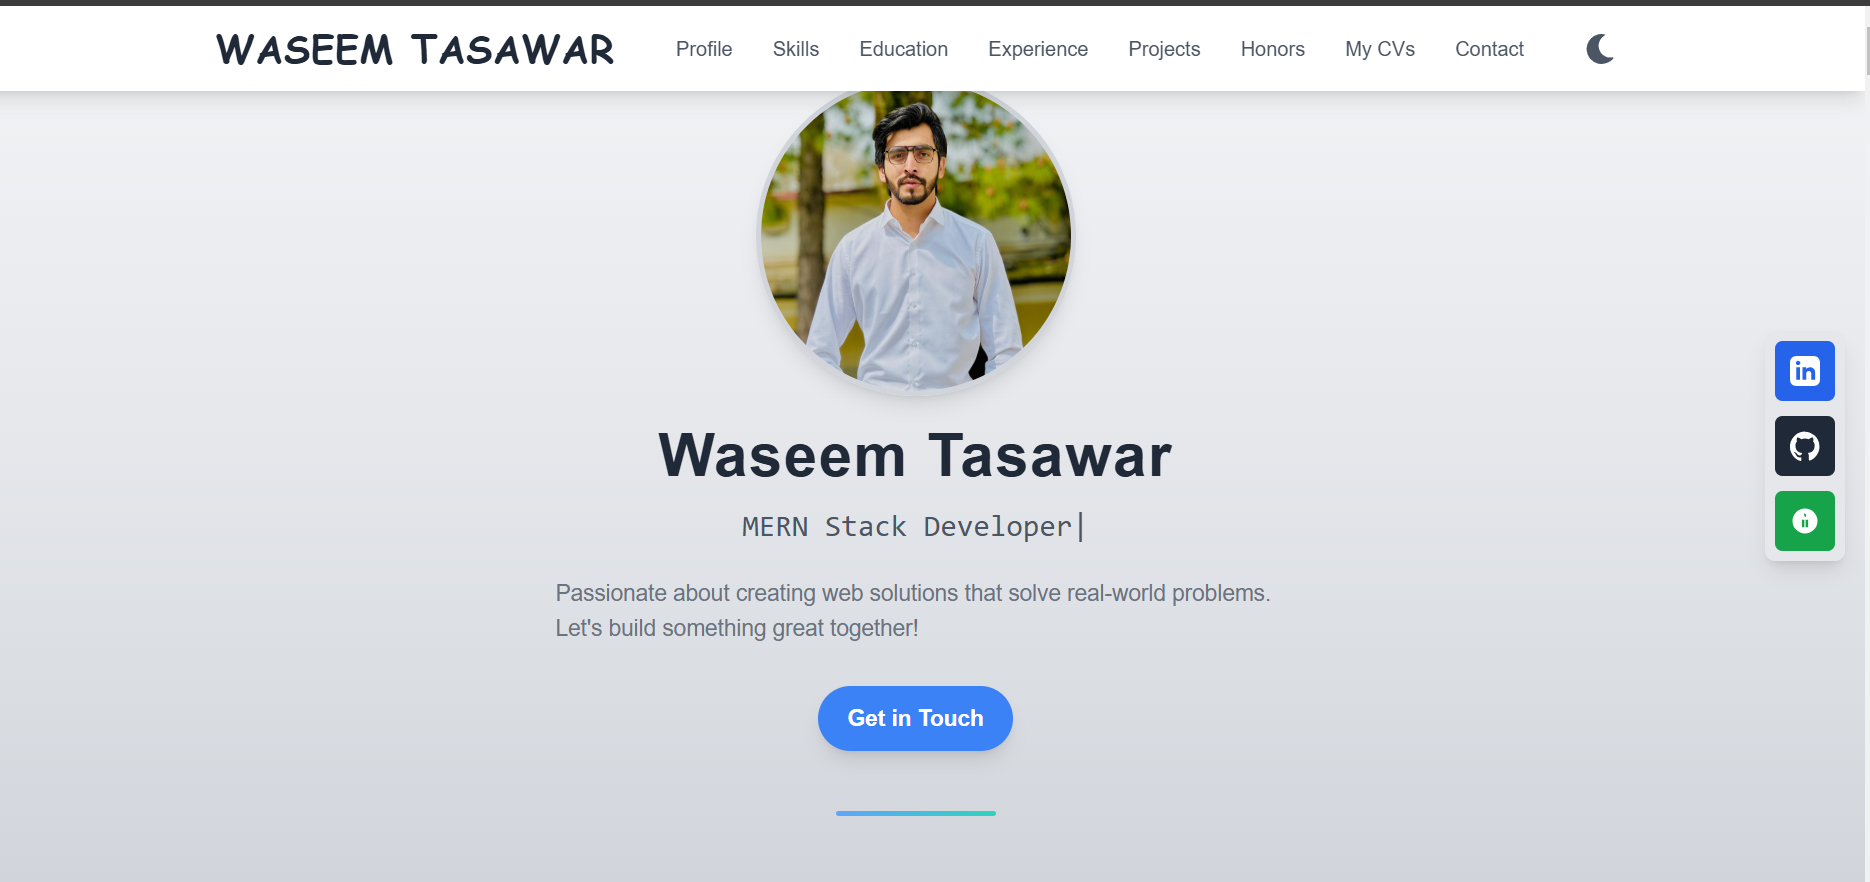 WASEEM TASAWAR
Profile Skills Education Experience Projects Honors My CVs Contact
in
Waseem Tasawar
MERN Stack Developer|
Passionate about creating web solutions that solve real-world problems.
Let's build something great together!
Get in Touch